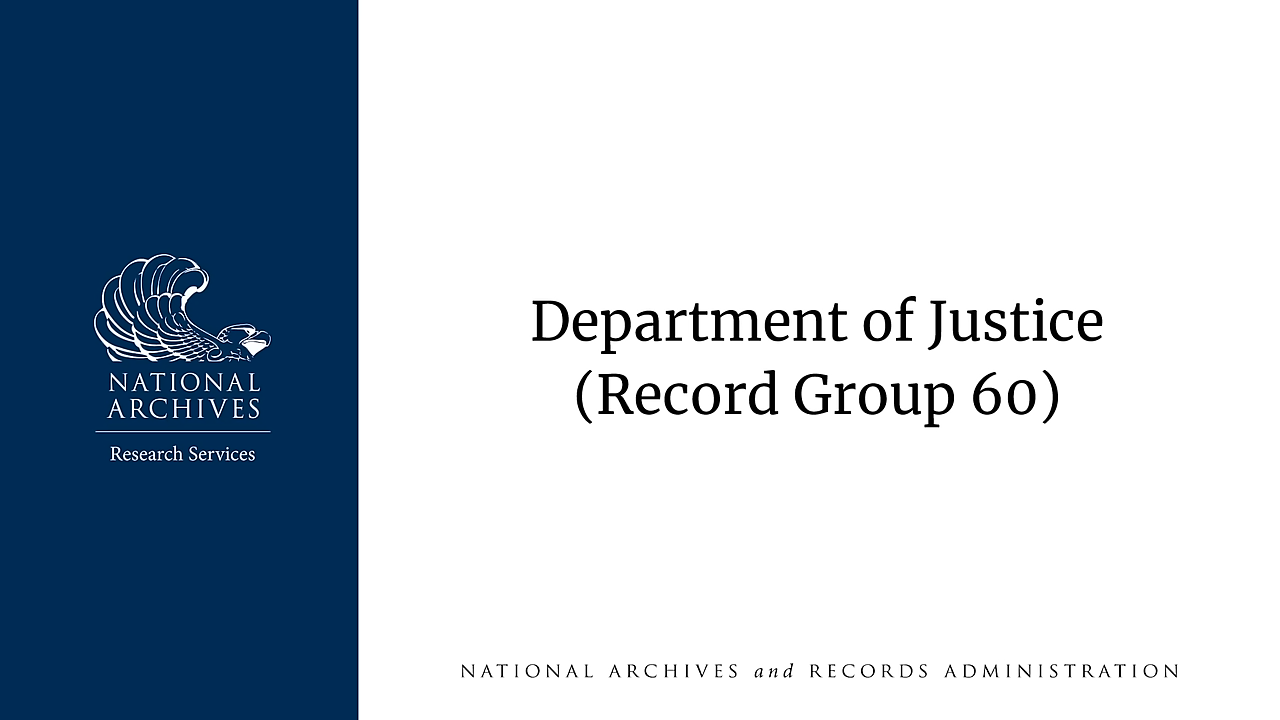 NATIONAL
ARCHIVES
Research Services
Department of Justice
(Record Group 60)
NATIONAL ARCHIVES and RECORDS ADMINISTRATION